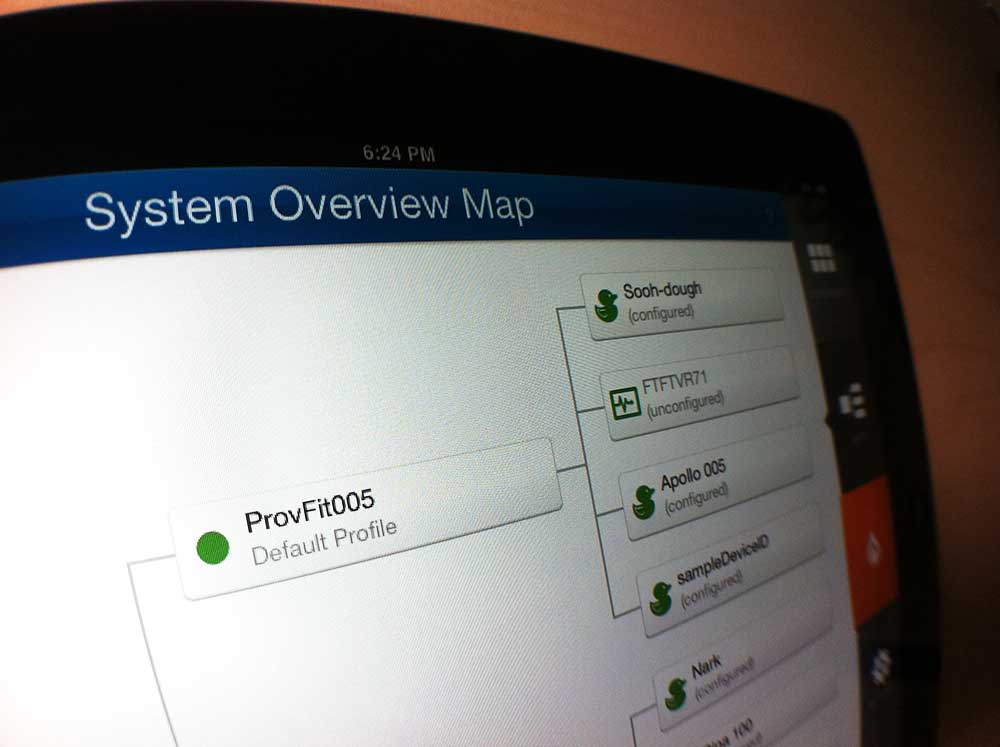 6:24 PM
System Overview Map
Sooh-dough
(configured)
FTFTVR71
(unconfigured)
Apollo 005
(configured)
ProvFit005
Default Profile
sampleDeviceID
(configured)
Nark
(configured)
100